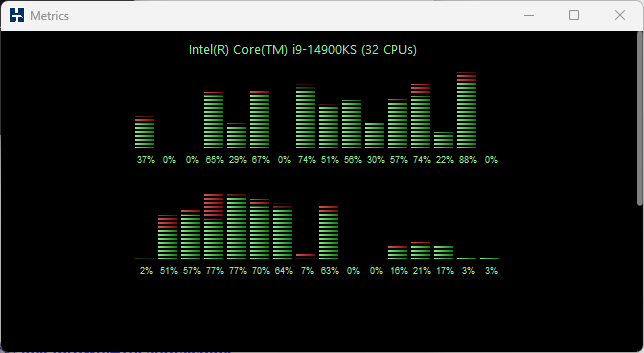 Metrics
Intel(R) Core(TM) i9-14900KS (32 CPUs)
37% 0% 0% 65% 29% 67% 0% 74% 51% 56% 30% 57% 74% 22% 88% 0%
2% 51% 57% 77% 77% 70% 64% 7% 63% 0% 0% 16% 21% 17% 3% 3%